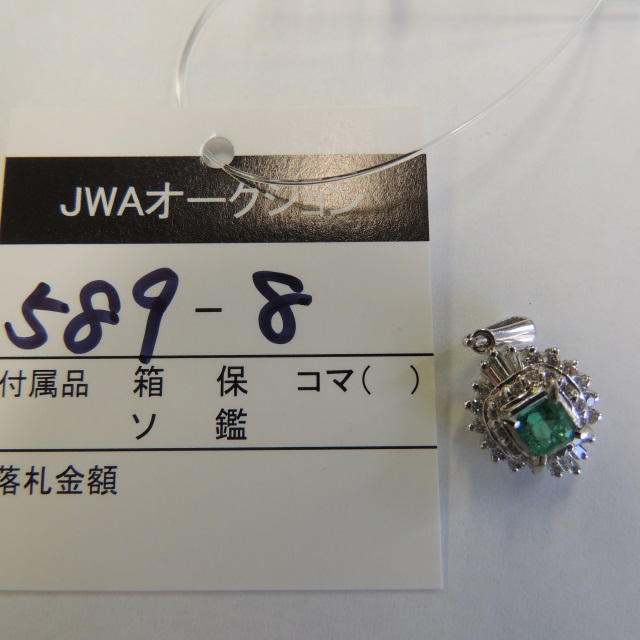 JWAオークション
589-8
付属品 箱 保 コマ( )
ソ 鑑
落札金額